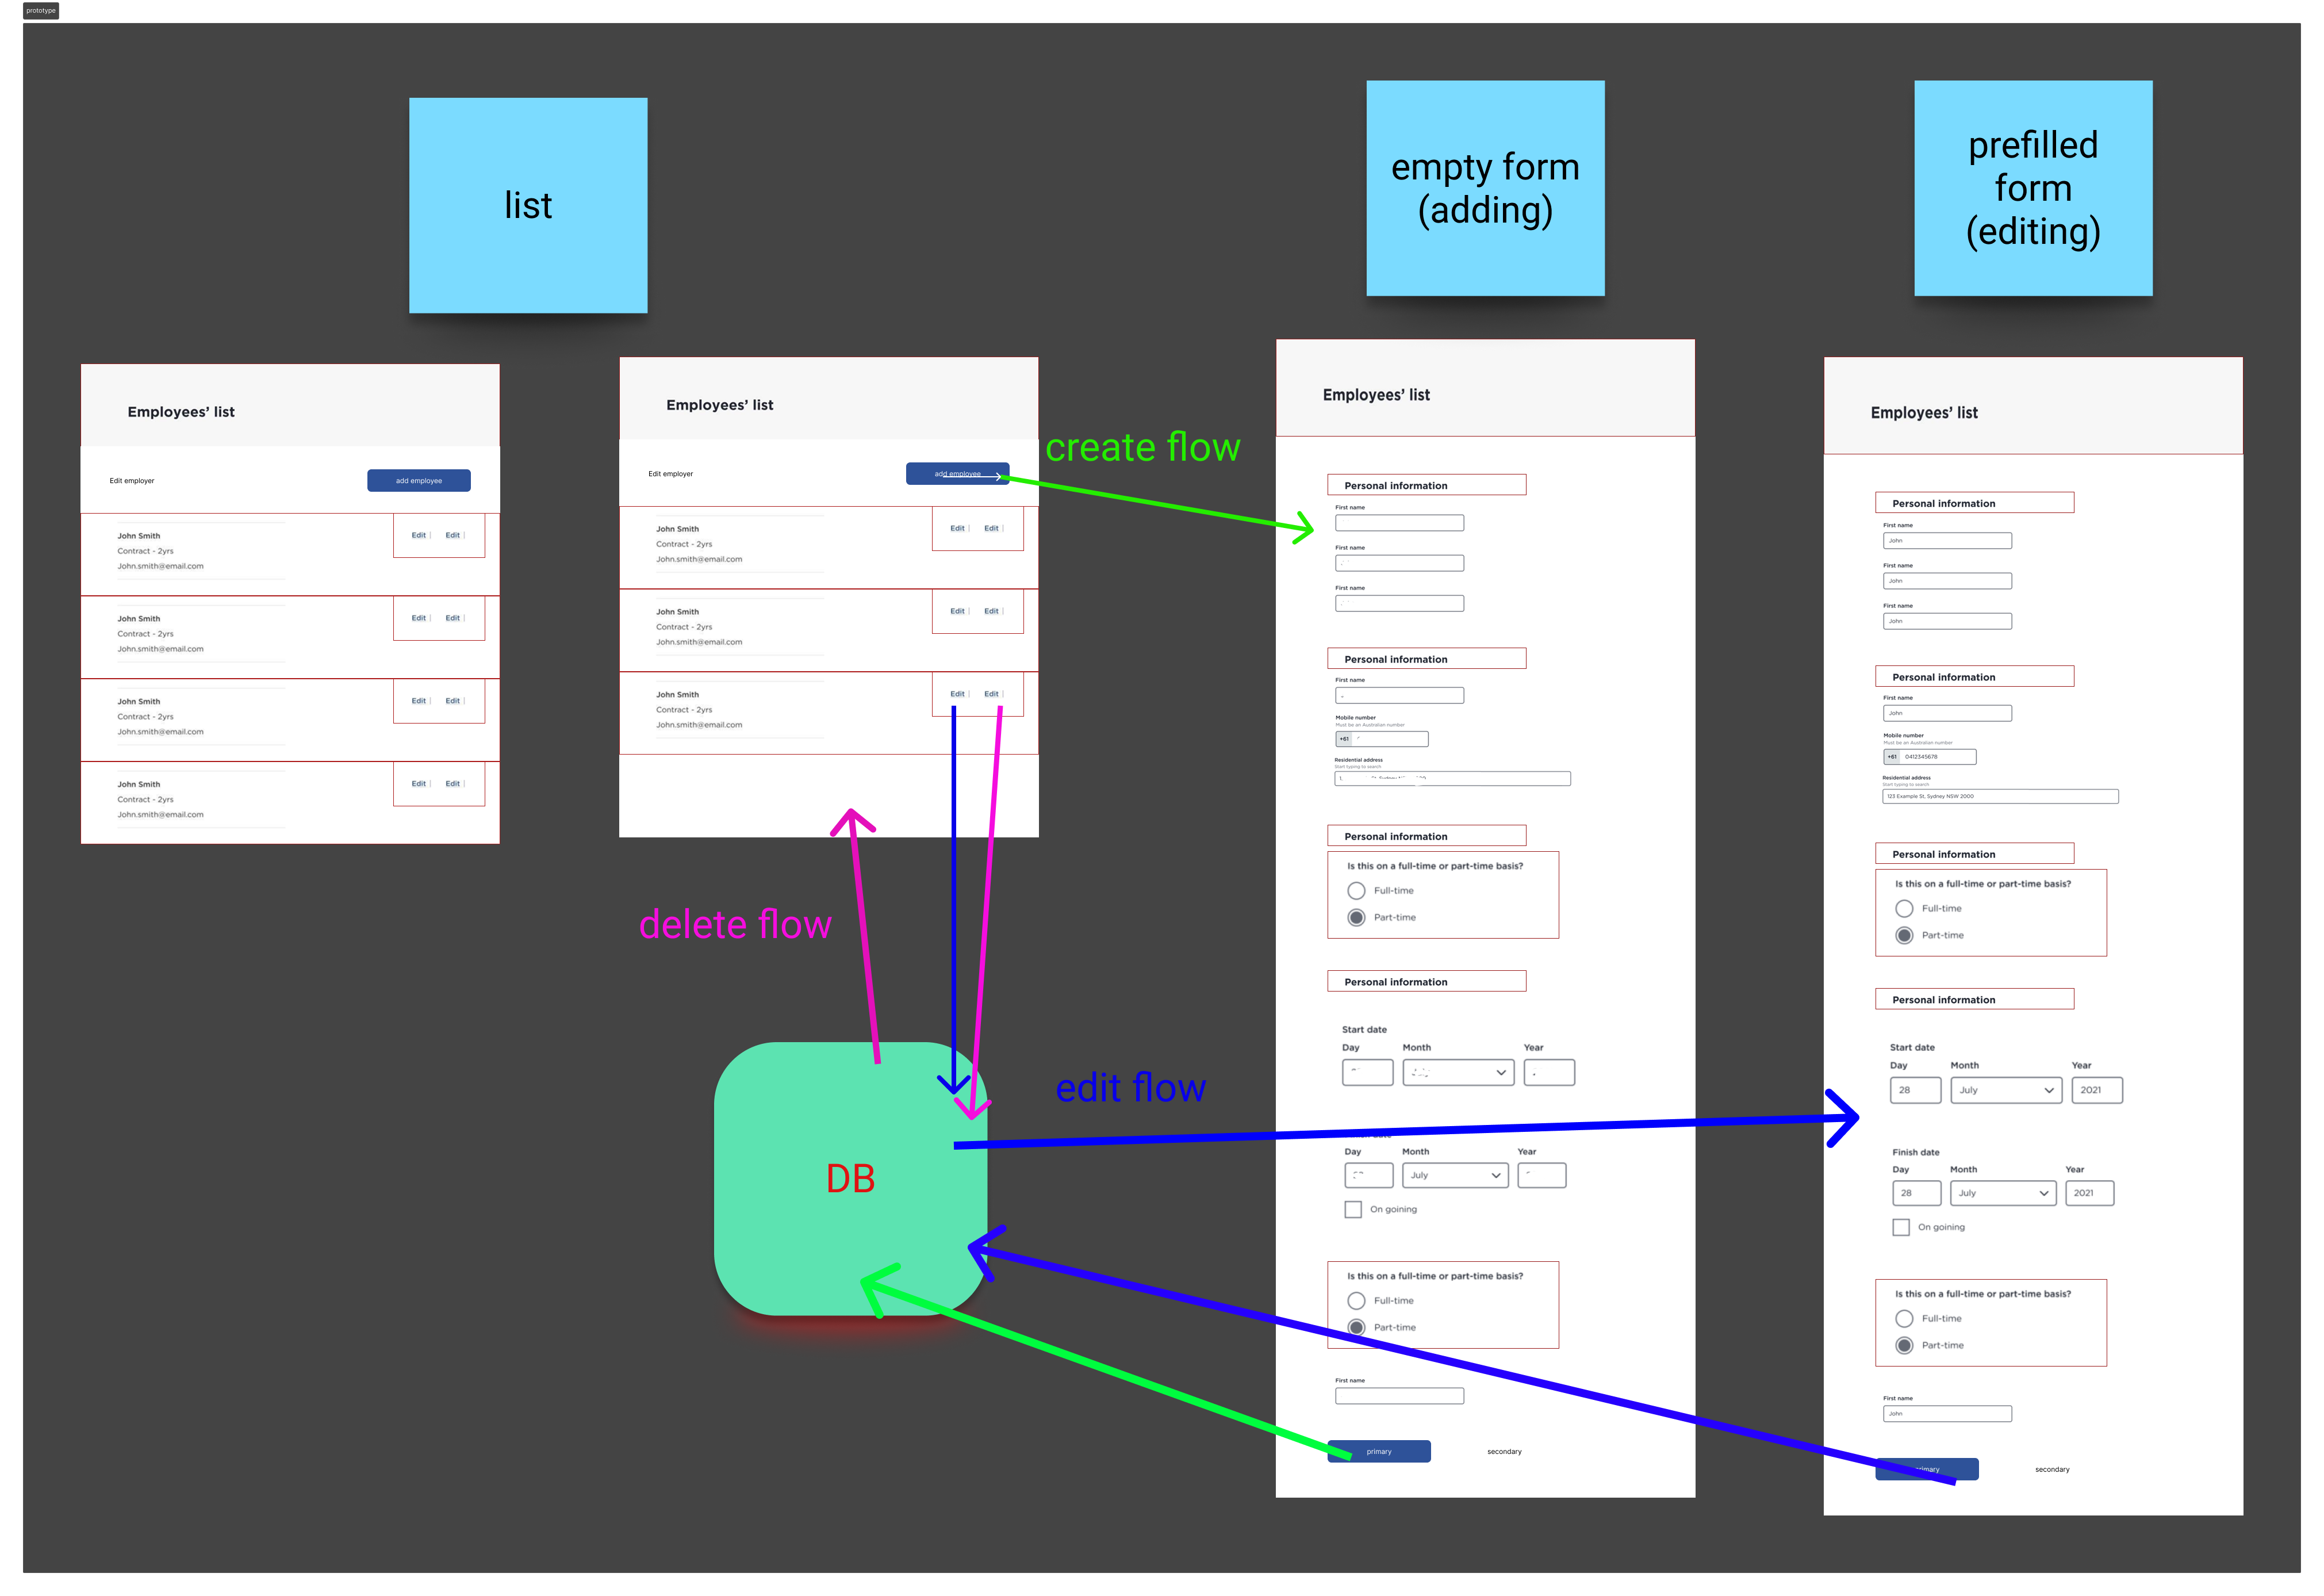 prototype
list
empty form
(adding)
prefilled
form
(editing)
Employees' list
Edit employer
add employee
John Smith
Contract - 2yrs
John.smith@email.com
Edit | Edit |
John Smith
Contract - 2yrs
John.smith@email.com
Edit | Edit |
John Smith
Contract - 2yrs
John.smith@email.com
Edit | Edit |
John Smith
Contract - 2yrs
John.smith@email.com
Edit | Edit |
Employees' list
Edit employer
add employee
John Smith
Contract - 2yrs
John.smith@email.com
Edit | Edit |
John Smith
Contract - 2yrs
John.smith@email.com
Edit | Edit |
John Smith
Contract - 2yrs
John.smith@email.com
Edit | Edit |
create flow
delete flow
edit flow
DB
Employees' list
Personal information
First name
First name
First name
Personal information
First name
Mobile number
Must be an Australian number
+61
Residential address
Start typing to search
Personal information
Is this on a full-time or part-time basis?
Full-time
Part-time
Personal information
Start date
Day Month Year
Day Month Year
July
On goining
Is this on a full-time or part-time basis?
Full-time
Part-time
First name
primary secondary
Employees' list
Personal information
First name
John
First name
John
First name
John
Personal information
First name
John
Mobile number
Must be an Australian number
+61 0412345678
Residential address
Start typing to search
123 Example St, Sydney NSW 2000
Personal information
Is this on a full-time or part-time basis?
Full-time
Part-time
Personal information
Start date
Day Month Year
28 July 2021
Finish date
Day Month Year
28 July 2021
On goining
Is this on a full-time or part-time basis?
Full-time
Part-time
First name
John
primary secondary